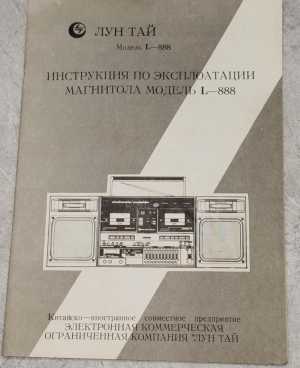 ЛУН ТАЙ
Модель L—888
ИНСТРУКЦИЯ ПО ЭКСПЛОАТАЦИИ
МАГНИТОЛА МОДЕЛЬ L—888
Китайско—иностранное совместное предприятие
ЭЛЕКТРОННАЯ КОММЕРЧЕСКАЯ
ОГРАНИЧЕННАЯ КОМПАНИЯ "ЛУН ТАЙ